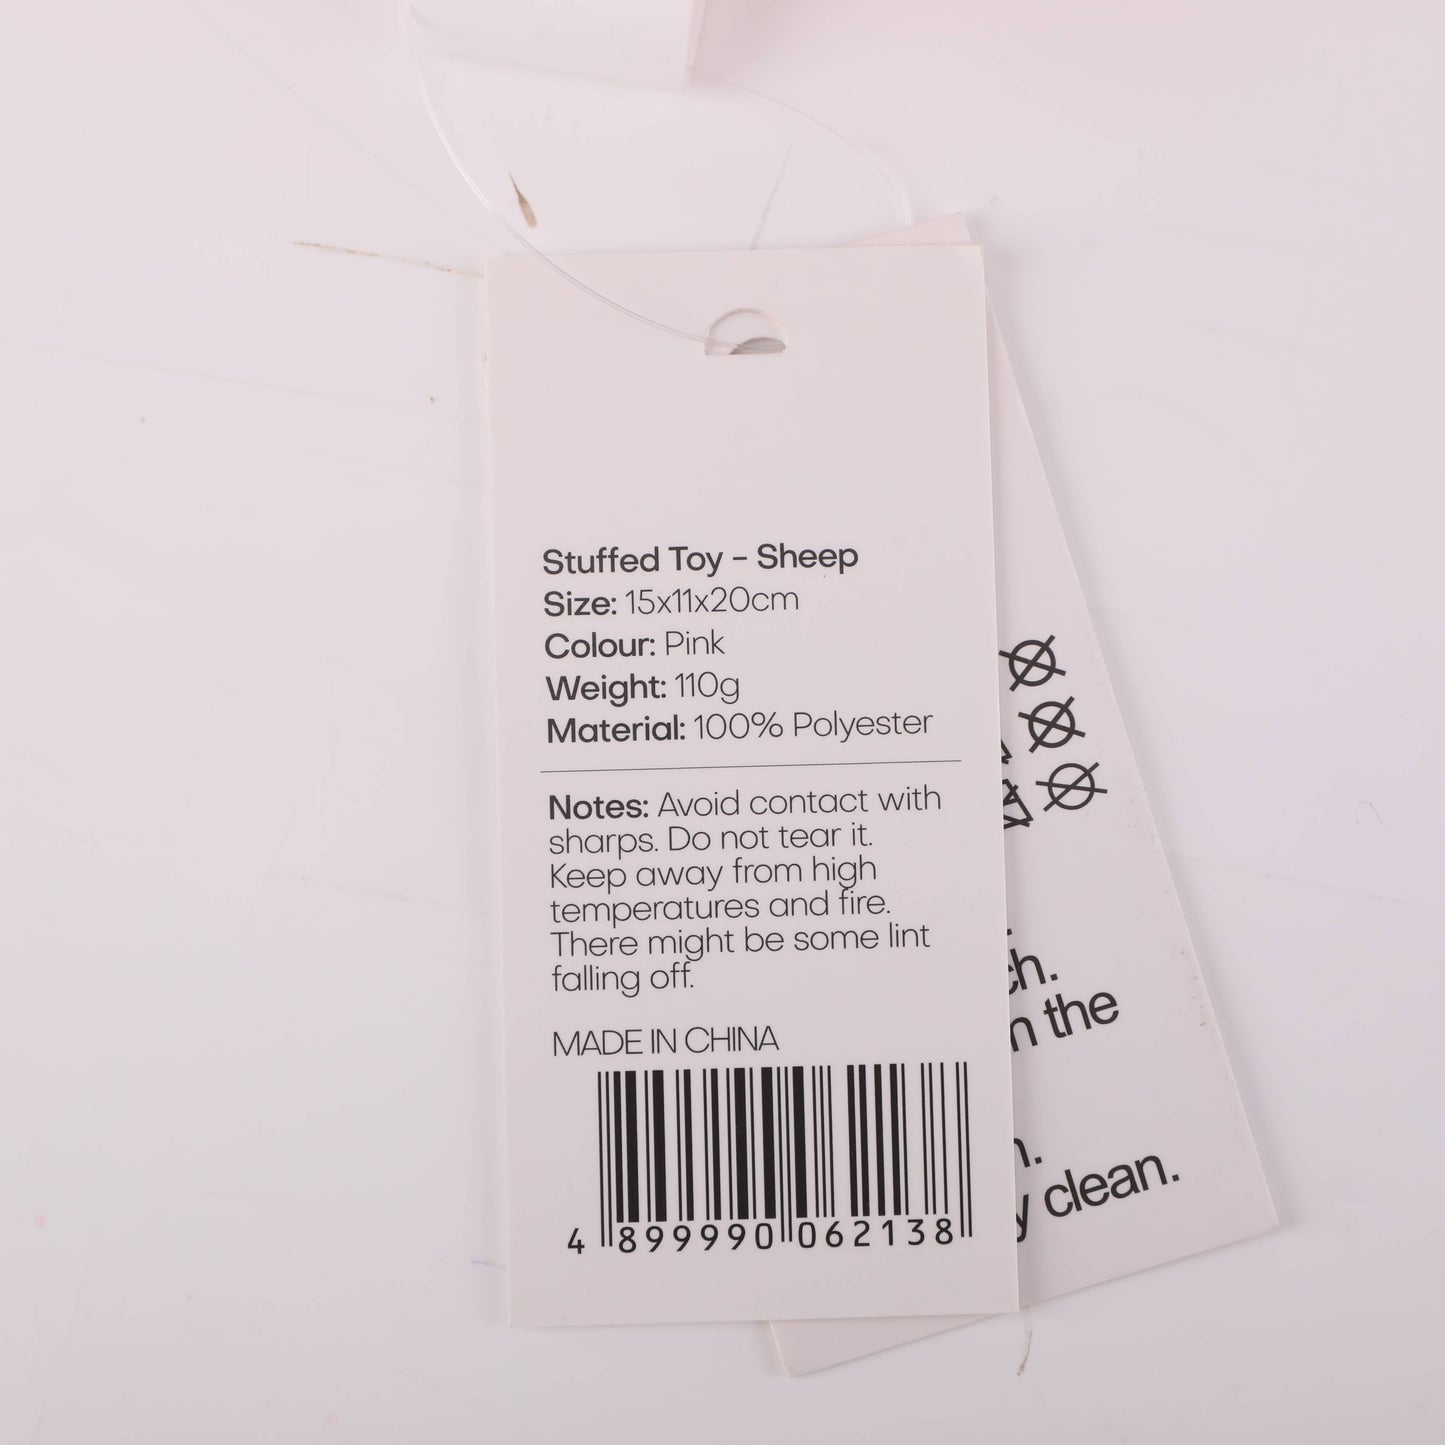 Stuffed Toy - Sheep
Size: 15x11x20cm
Colour: Pink
Weight: 110g
Material: 100% Polyester
Notes: Avoid contact with
sharps. Do not tear it.
Keep away from high
temperatures and fire.
There might be some lint
falling off.
MADE IN CHINA
4 899990 062138
the
clean.